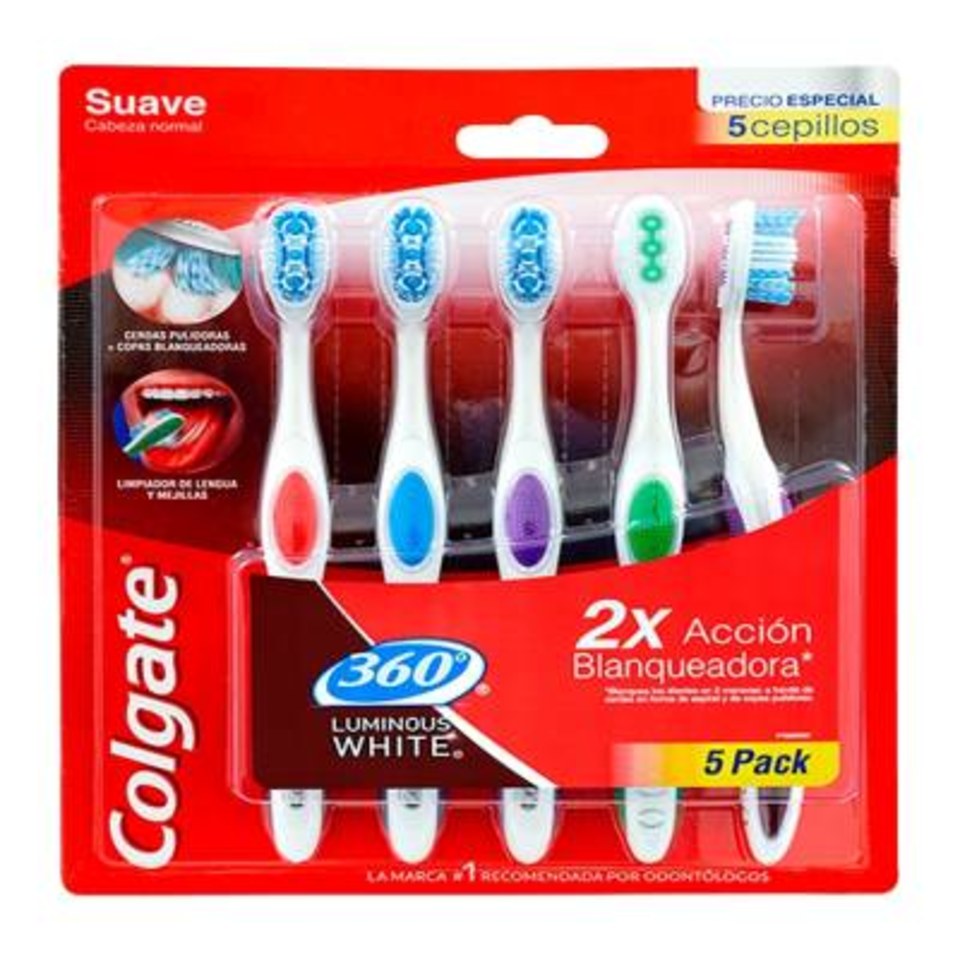 Suave
Cabeza normal
PRECIO ESPECIAL
5 cepillos
CERDAS PULIDORAS
+ COPAS BLANQUEADORAS
LIMPIADOR DE LENGUA
Y MEJILLAS
Colgate®
360°®
LUMINOUS
WHITE®
2X Acción
Blanqueadora*
5 Pack
LA MARCA #1 RECOMENDADA POR ODONTÓLOGOS